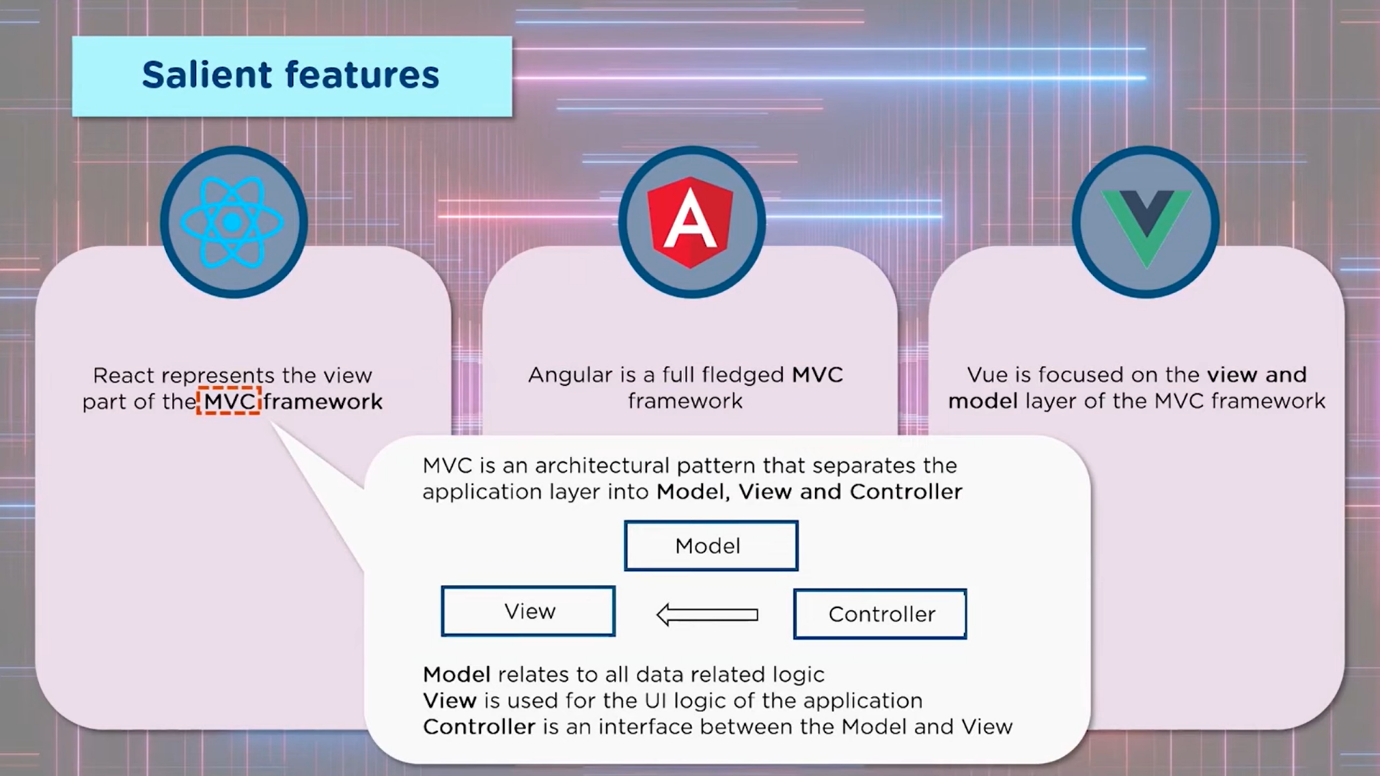 Salient features
React represents the view
part of the MVC framework
Angular is a full fledged MVC
framework
Vue is focused on the view and
model layer of the MVC framework
MVC is an architectural pattern that separates the
application layer into Model, View and Controller
Model
View
Controller
Model relates to all data related logic
View is used for the UI logic of the application
Controller is an interface between the Model and View